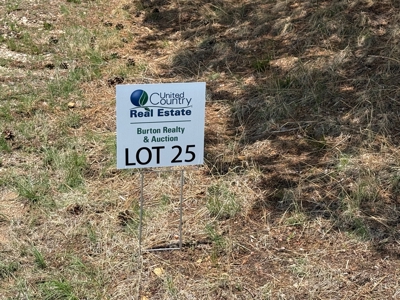 United
Country
Real Estate
Burton Realty
& Auction
LOT 25